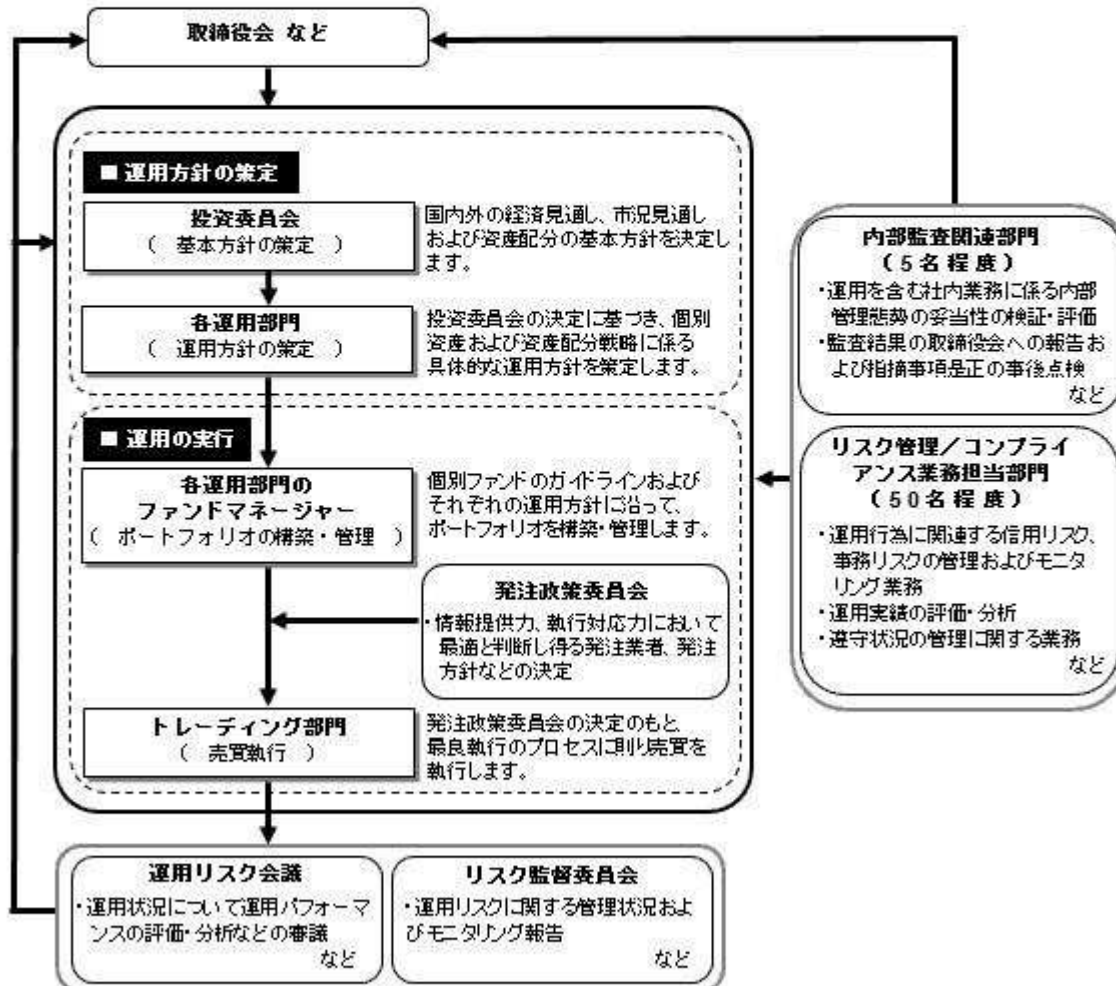 取締役会 など
■ 運用方針の策定
投資委員会
( 基本方針の策定 )
国内外の経済見通し、市況見通し
および資産配分の基本方針を決定し
ます。
各運用部門
( 運用方針の策定 )
投資委員会の決定に基づき、個別
資産および資産配分戦略に係る
具体的な運用方針を策定します。
■ 運用の実行
各運用部門の
ファンドマネージャー
( ポートフォリオの構築・管理 )
個別ファンドのガイドラインおよび
それぞれの運用方針に沿って、
ポートフォリオを構築・管理します。
発注政策委員会
・情報提供力、執行対応力において
最適と判断し得る発注業者、発注
方針などの決定
トレーディング部門
( 売買執行 )
発注政策委員会の決定のもと、
最良執行のプロセスに則り売買を
執行します。
内部監査関連部門
(5名程度)
・運用を含む社内業務に係る内部
管理態勢の妥当性の検証・評価
・監査結果の取締役会への報告お
よび指摘事項是正の事後点検
など
リスク管理/コンプライ
アンス業務担当部門
(50名程度)
・運用行為に関連する信用リスク、
事務リスクの管理およびモニタ
リング業務
・運用実績の評価・分析
・遵守状況の管理に関する業務
など
運用リスク会議
・運用状況について運用パフォーマ
ンスの評価・分析などの審議
など
リスク監督委員会
・運用リスクに関する管理状況およ
びモニタリング報告
など